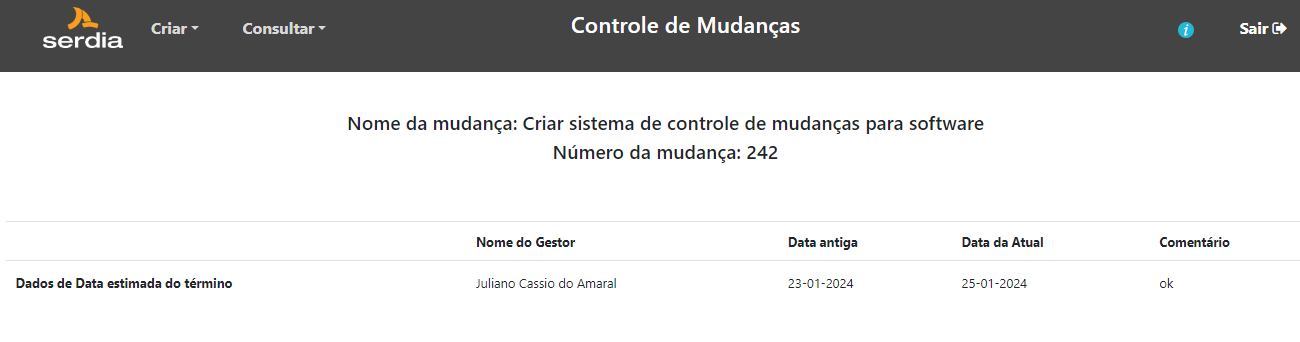 serdia Criar Consultar Controle de Mudanças i Sair
Nome da mudança: Criar sistema de controle de mudanças para software
Número da mudança: 242
Nome do Gestor Data antiga Data da Atual Comentário
Dados de Data estimada do término Juliano Cassio do Amaral 23-01-2024 25-01-2024 ok